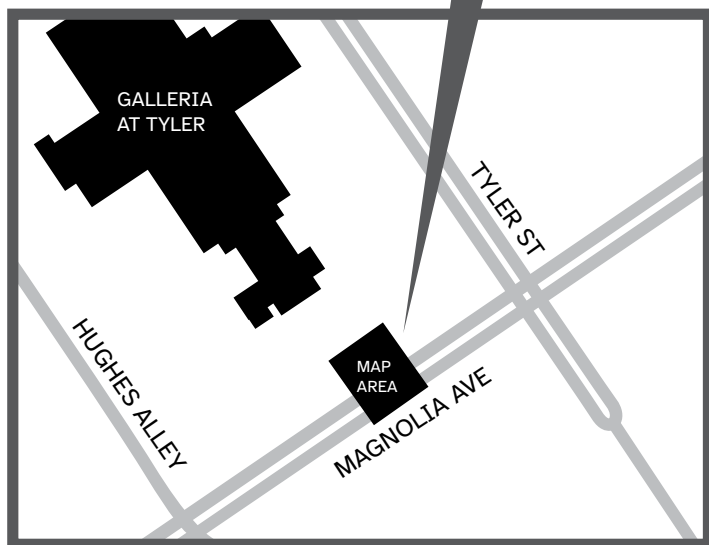 GALLERIA
AT TYLER
TYLER ST
HUGHES ALLEY
MAP
AREA
MAGNOLIA AVE